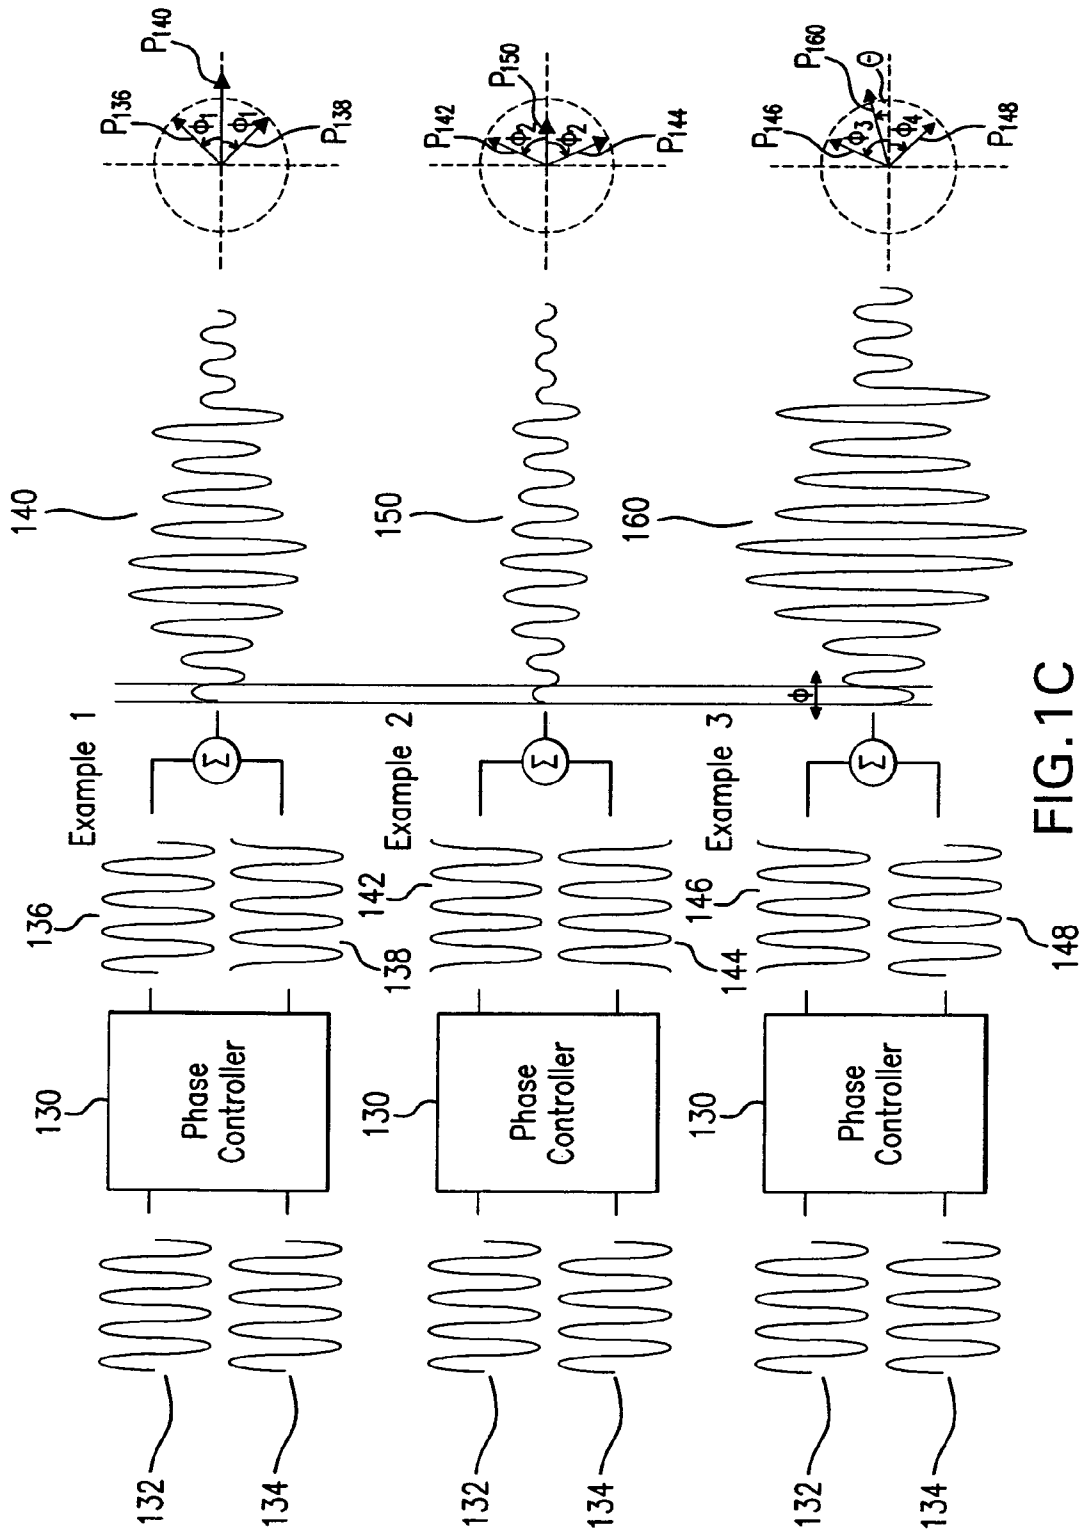 132
134
130
Phase
Controller
136
138
Example 1
Σ
140
P136
P140
Φ1
Φ1
P138
132
134
130
Phase
Controller
142
144
Example 2
Σ
150
P142
P150
Φ2
Φ2
P144
132
134
130
Phase
Controller
146
148
Example 3
Σ
Φ
160
P146
P160
Φ3
Θ
Φ4
P148
FIG.1C